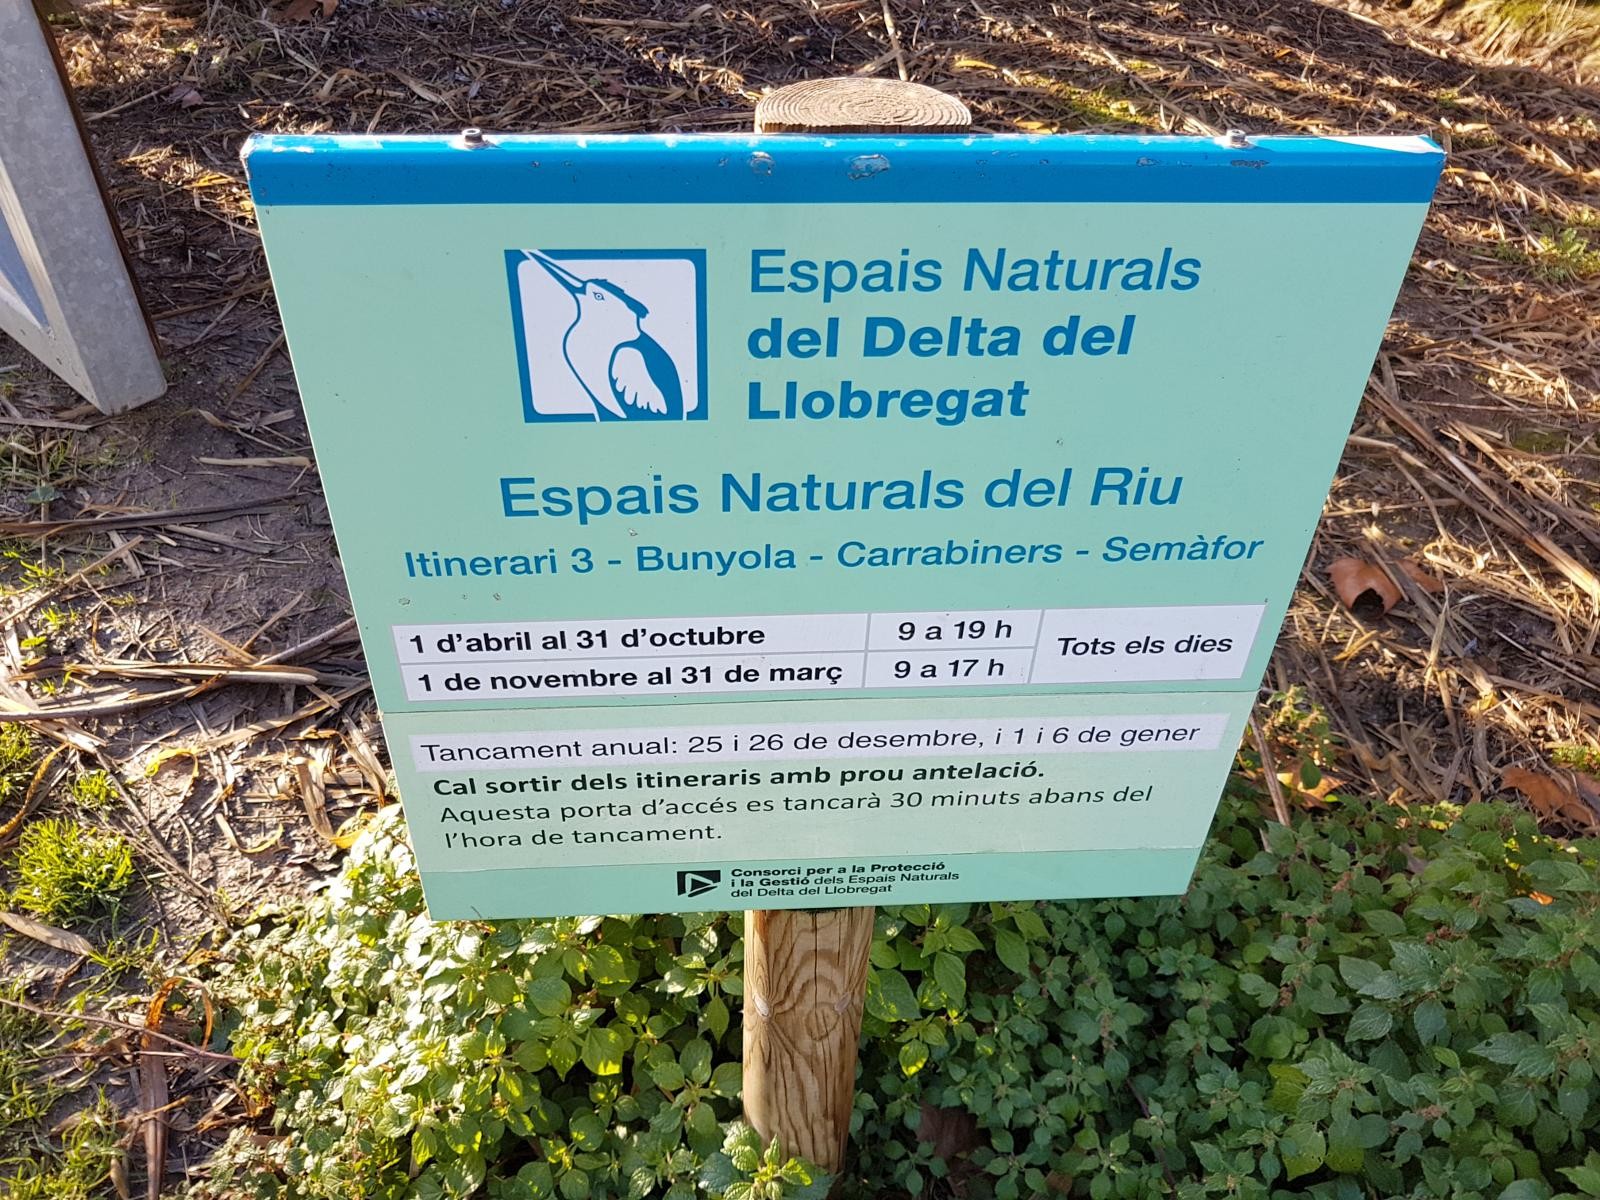 Espais Naturals
del Delta del
Llobregat
Espais Naturals del Riu
Itinerari 3 - Bunyola - Carrabiners - Semàfor
1 d'abril al 31 d'octubre 9 a 19 h Tots els dies
1 de novembre al 31 de març 9 a 17 h
Tancament anual: 25 i 26 de desembre, i 1 i 6 de gener
Cal sortir dels itineraris amb prou antelació.
Aquesta porta d'accés es tancarà 30 minuts abans del
l'hora de tancament.
Consorci per a la Protecció
i la Gestió dels Espais Naturals
del Delta del Llobregat